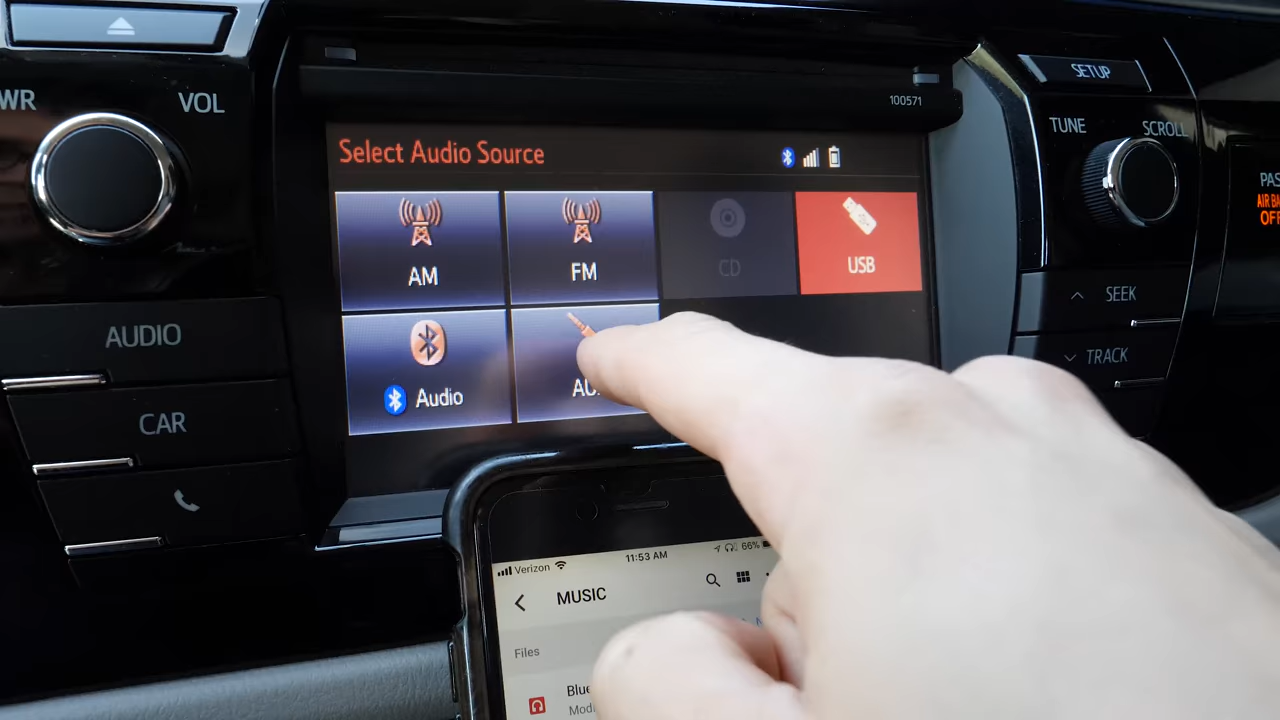 VOL
100571
SETUP
TUNE
SCROLL
Select Audio Source
AM
FM
CD
USB
Audio
AUDIO
CAR
SEEK
TRACK
OFF
Verizon
11:53 AM
66%
MUSIC
Files